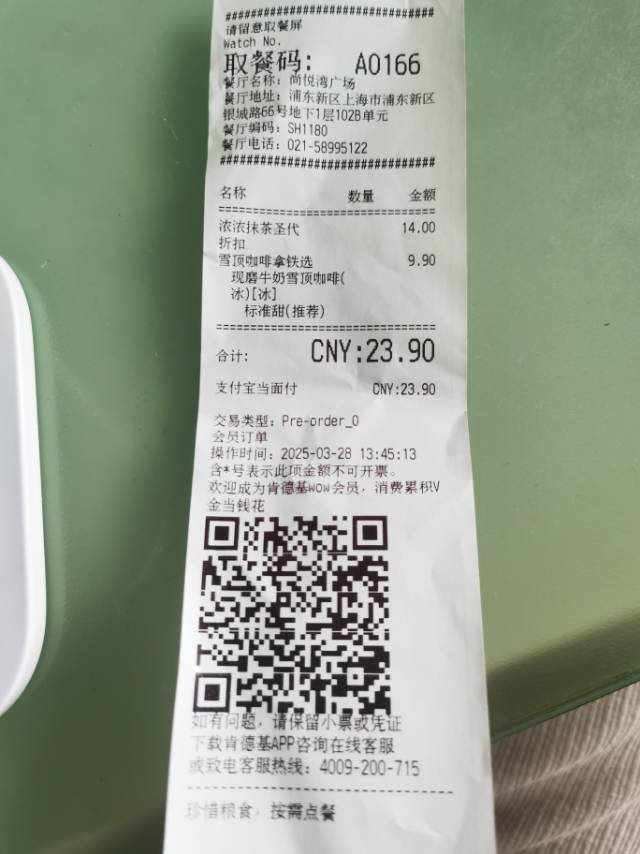 ##################################
请留意取餐屏
Watch No.
取餐码： A0166
餐厅名称：尚悦湾广场
餐厅地址：浦东新区上海市浦东新区
银城路66号地下1层102B单元
餐厅编码：SH1180
餐厅电话：021-58995122
##################################
名称 数量 金额
==================================
浓浓抹茶圣代 14.00
折扣
雪顶咖啡拿铁选 9.90
现磨牛奶雪顶咖啡(
冰)[冰]
标准甜(推荐)
==================================
合计： CNY:23.90
支付宝当面付 CNY:23.90
交易类型：Pre-order_0
会员订单
操作时间：2025-03-28 13:45:13
含*号表示此项金额不可开票。
欢迎成为肯德基wow会员，消费累积V
金当钱花
如有问题，请保留小票或凭证
下载肯德基APP咨询在线客服
或致电客服热线：4009-200-715
----------------------------------
珍惜粮食，按需点餐